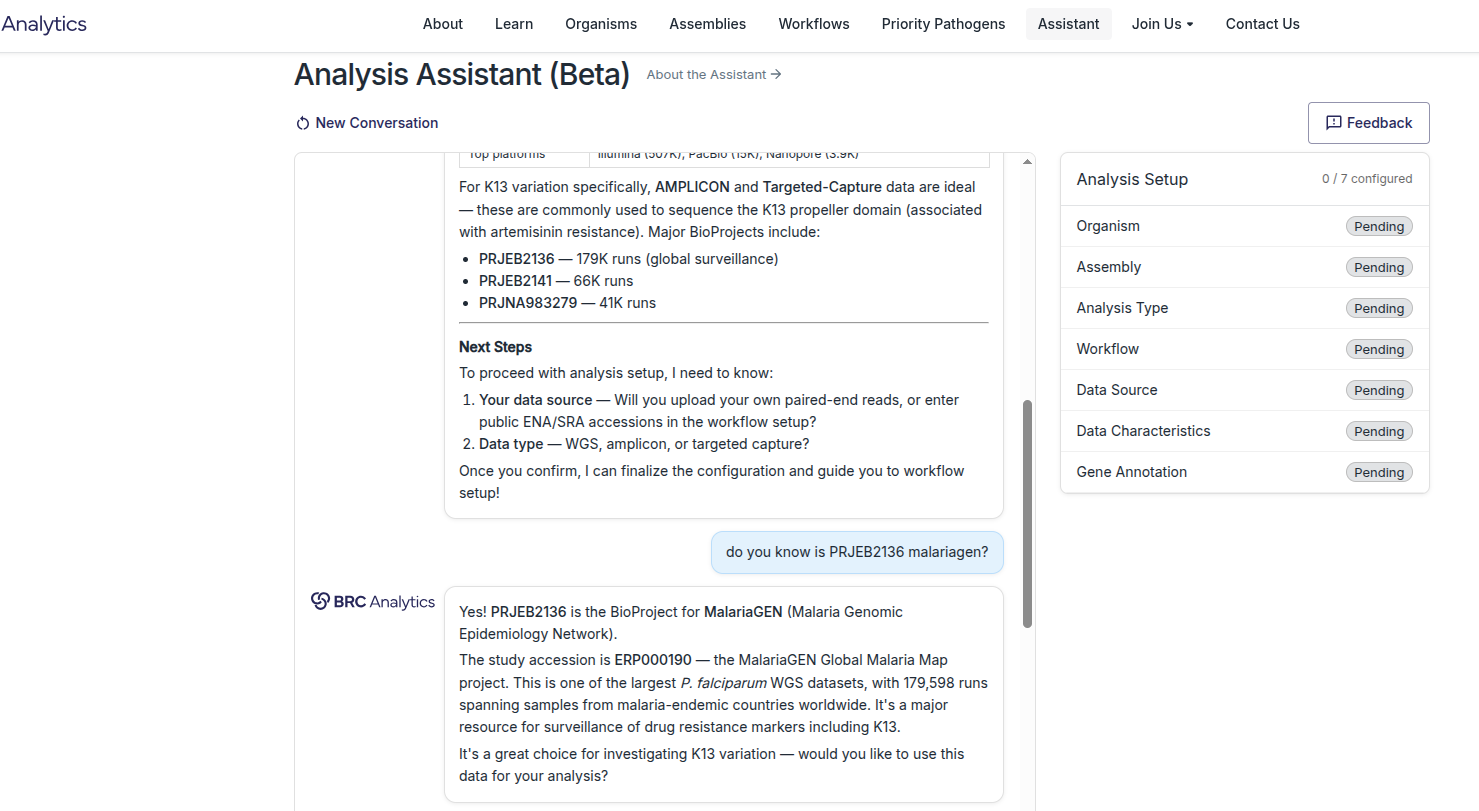 Analytics
About Learn Organisms Assemblies Workflows Priority Pathogens Assistant Join Us Contact Us
Analysis Assistant (Beta) About the Assistant →
New Conversation
Feedback
Top platforms Illumina (507K), PacBio (15K), Nanopore (3.9K)
For K13 variation specifically, AMPLICON and Targeted-Capture data are ideal
— these are commonly used to sequence the K13 propeller domain (associated
with artemisinin resistance). Major BioProjects include:
• PRJEB2136 — 179K runs (global surveillance)
• PRJEB2141 — 66K runs
• PRJNA983279 — 41K runs
Next Steps
To proceed with analysis setup, I need to know:
1. Your data source — Will you upload your own paired-end reads, or enter
public ENA/SRA accessions in the workflow setup?
2. Data type — WGS, amplicon, or targeted capture?
Once you confirm, I can finalize the configuration and guide you to workflow
setup!
do you know is PRJEB2136 malariagen?
BRC Analytics
Yes! PRJEB2136 is the BioProject for MalariaGEN (Malaria Genomic
Epidemiology Network).
The study accession is ERP000190 — the MalariaGEN Global Malaria Map
project. This is one of the largest P. falciparum WGS datasets, with 179,598 runs
spanning samples from malaria-endemic countries worldwide. It's a major
resource for surveillance of drug resistance markers including K13.
It's a great choice for investigating K13 variation — would you like to use this
data for your analysis?
Analysis Setup 0 / 7 configured
Organism Pending
Assembly Pending
Analysis Type Pending
Workflow Pending
Data Source Pending
Data Characteristics Pending
Gene Annotation Pending